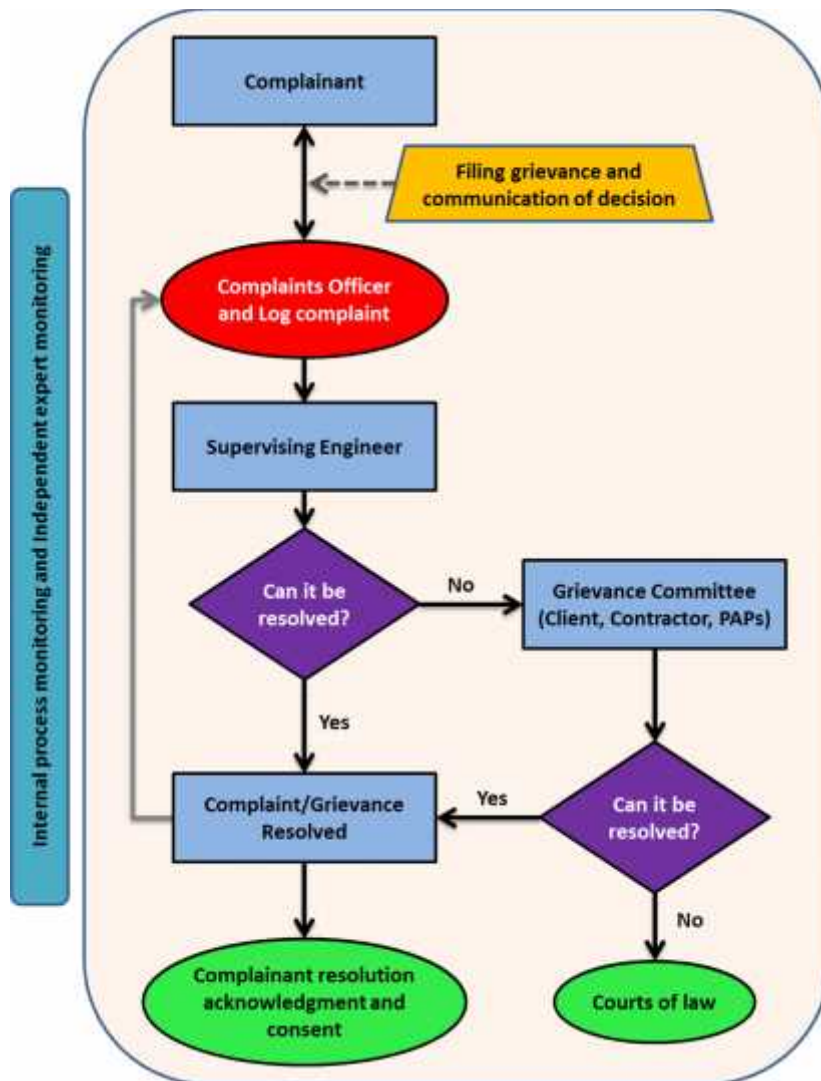 Complainant
Filing grievance and
communication of decision
Internal process monitoring and Independent expert monitoring
Complaints Officer
and Log complaint
Supervising Engineer
Can it be
resolved?
No
Grievance Committee
(Client, Contractor, PAPs)
Yes
Complaint/Grievance
Resolved
Yes
Can it be
resolved?
No
Complainant resolution
acknowledgment and
consent
Courts of law